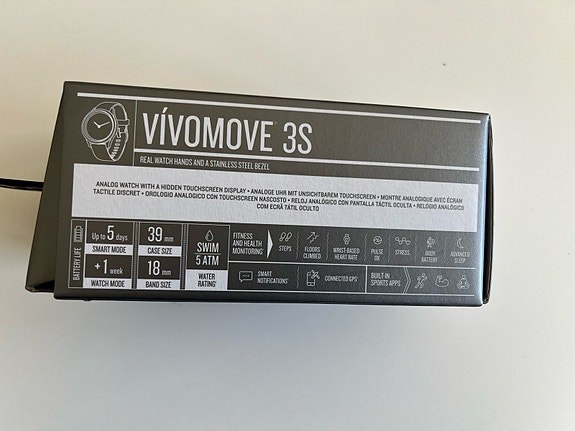 VÍVOMOVE™ 3S
REAL WATCH HANDS AND A STAINLESS STEEL BEZEL
ANALOG WATCH WITH A HIDDEN TOUCHSCREEN DISPLAY • ANALOGE UHR MIT UNSICHTBAREM TOUCHSCREEN • MONTRE ANALOGIQUE AVEC ÉCRAN
TACTILE DISCRET • OROLOGIO ANALOGICO CON TOUCHSCREEN NASCOSTO • RELOJ ANALÓGICO CON PANTALLA TÁCTIL OCULTA • RELÓGIO ANALÓGICO
COM ECRÃ TÁTIL OCULTO
BATTERY LIFE
Up to 5 days
SMART MODE
+ 1 week
WATCH MODE
39 mm
CASE SIZE
18 mm
BAND SIZE
SWIM
5 ATM
WATER
RATING
FITNESS
AND HEALTH
MONITORING
STEPS
FLOORS
CLIMBED
WRIST-BASED
HEART RATE
PULSE
OX
STRESS
BODY
BATTERY
ADVANCED
SLEEP
SMART
NOTIFICATIONS
CONNECTED GPS
BUILT-IN
SPORTS APPS